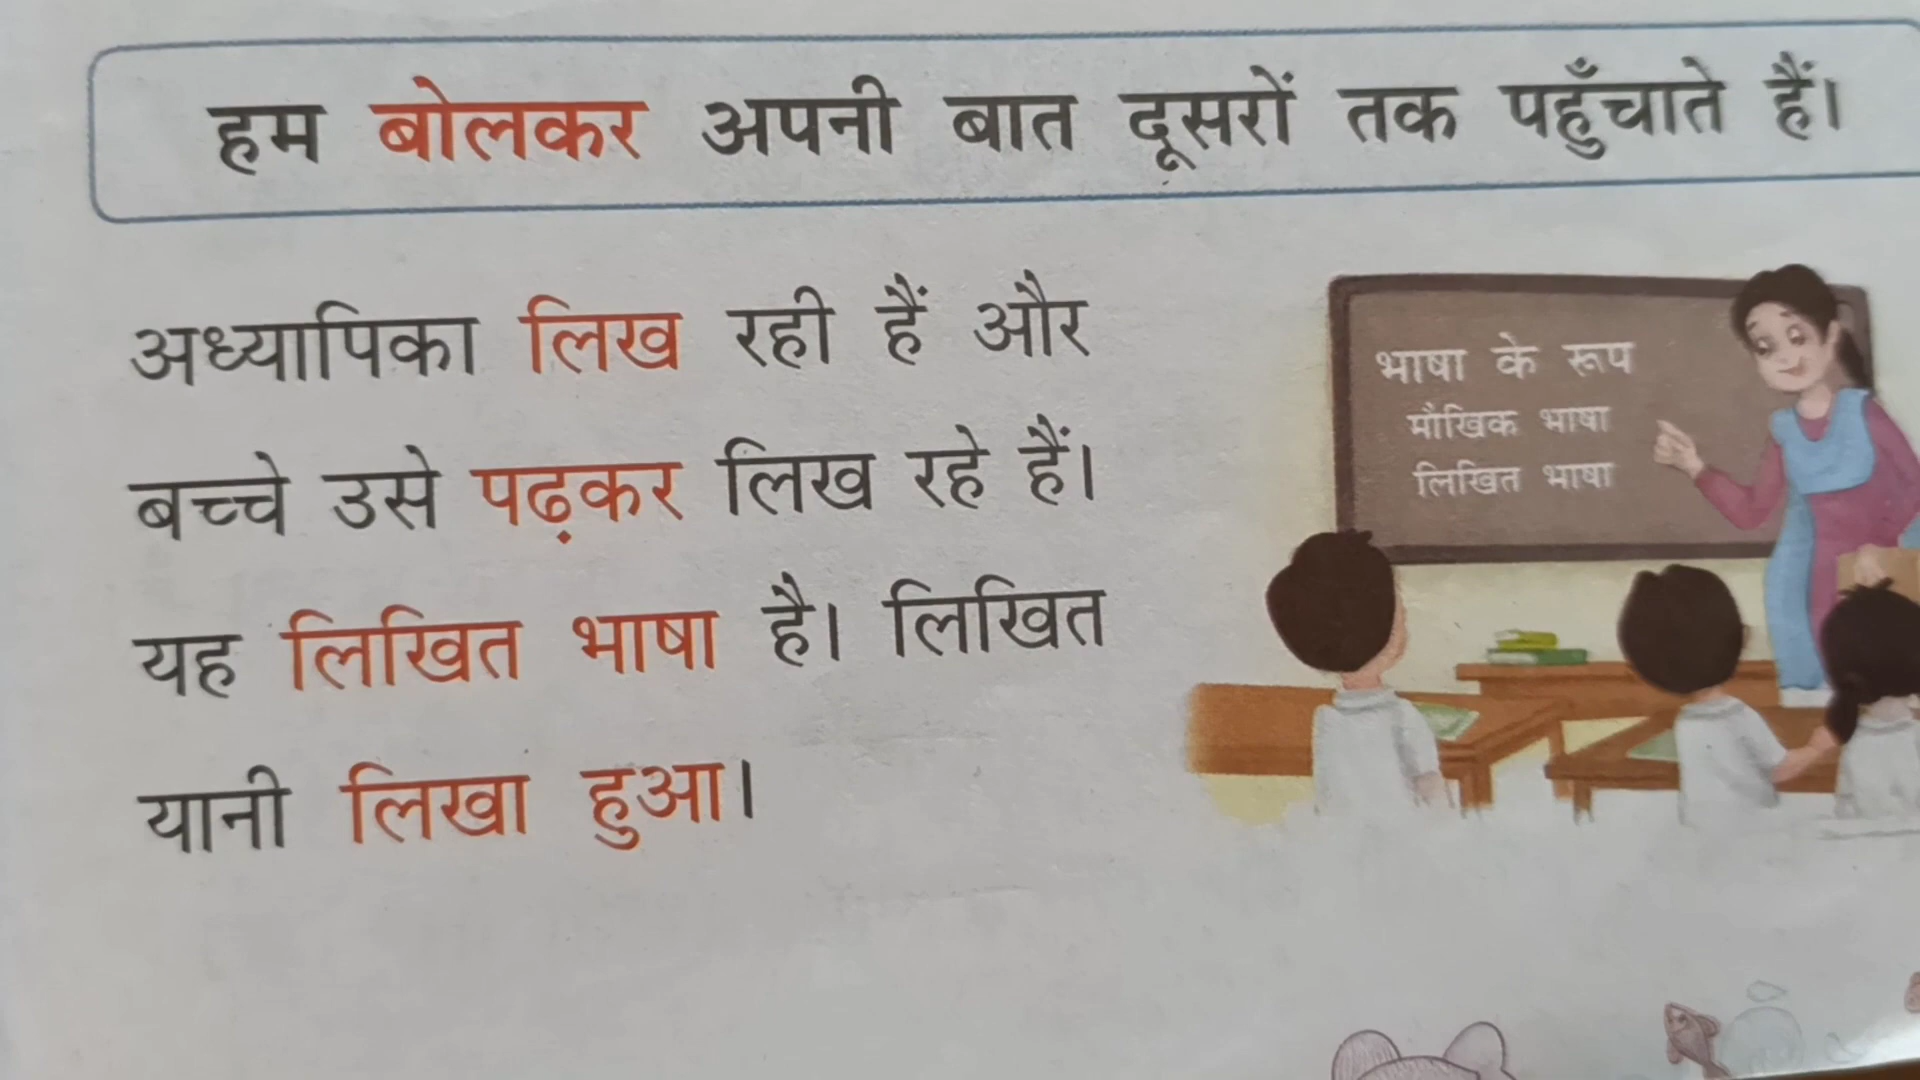 हम बोलकर अपनी बात दूसरों तक पहुँचाते हैं।
अध्यापिका लिख रही हैं और
बच्चे उसे पढ़कर लिख रहे हैं।
यह लिखित भाषा है। लिखित
यानी लिखा हुआ।
भाषा के रूप
मौखिक भाषा
लिखित भाषा